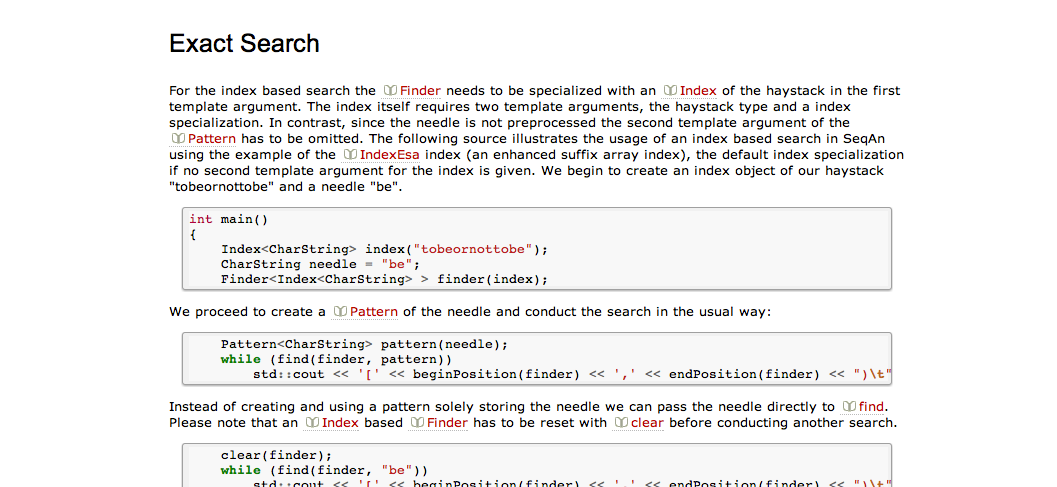 Exact Search
For the index based search the Finder needs to be specialized with an Index of the haystack in the first
template argument. The index itself requires two template arguments, the haystack type and a index
specialization. In contrast, since the needle is not preprocessed the second template argument of the
Pattern has to be omitted. The following source illustrates the usage of an index based search in SeqAn
using the example of the IndexEsa index (an enhanced suffix array index), the default index specialization
if no second template argument for the index is given. We begin to create an index object of our haystack
"tobeornottobe" and a needle "be".
int main()
{
    Index<CharString> index("tobeornottobe");
    CharString needle = "be";
    Finder<Index<CharString> > finder(index);
We proceed to create a Pattern of the needle and conduct the search in the usual way:
    Pattern<CharString> pattern(needle);
    while (find(finder, pattern))
        std::cout << '[' << beginPosition(finder) << ',' << endPosition(finder) << ")\t"
Instead of creating and using a pattern solely storing the needle we can pass the needle directly to find.
Please note that an Index based Finder has to be reset with clear before conducting another search.
    clear(finder);
    while (find(finder, "be"))
        std::cout << '[' << beginPosition(finder) << ',' << endPosition(finder) << ")\t"